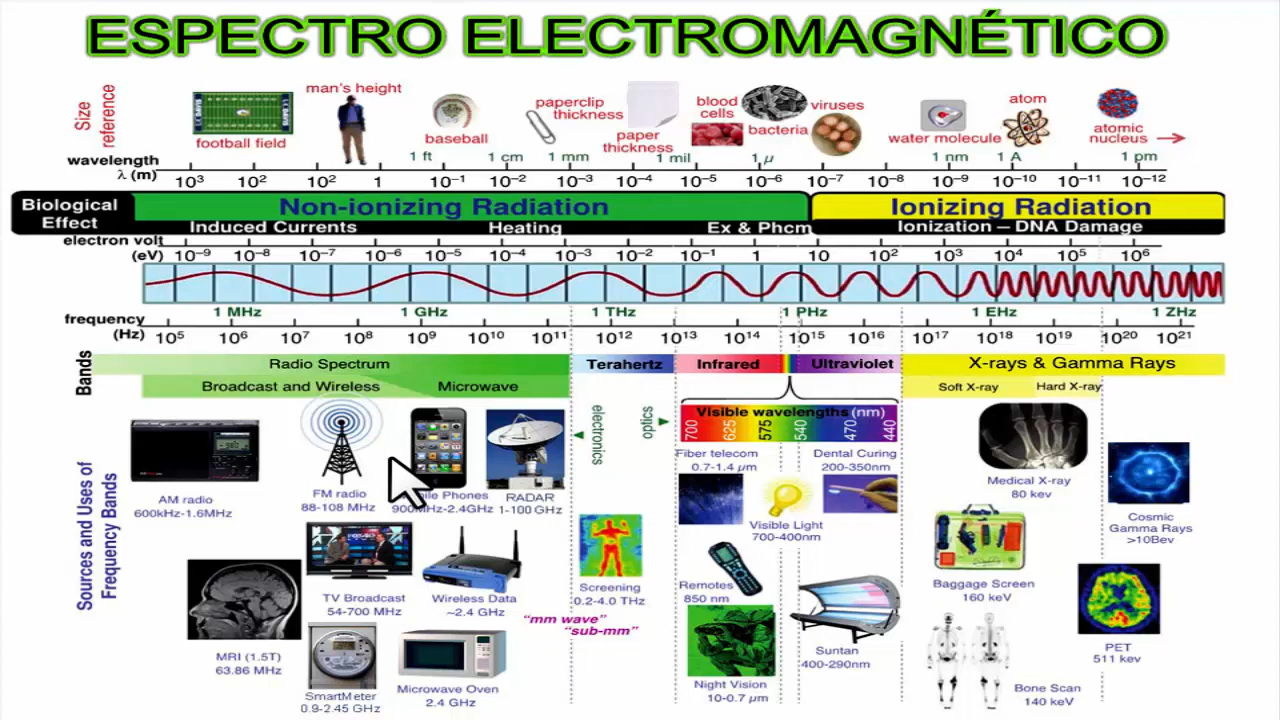 ESPECTRO ELECTROMAGNÉTICO
Size reference
football field
man's height
baseball
paperclip thickness
paper thickness
blood cells
bacteria
viruses
water molecule
atom
atomic nucleus
wavelength λ (m)
1 ft 1 cm 1 mm 1 mil 1 µ 1 nm 1 A 1 pm
10³ 10² 10² 1 10⁻¹ 10⁻² 10⁻³ 10⁻⁴ 10⁻⁵ 10⁻⁶ 10⁻⁷ 10⁻⁸ 10⁻⁹ 10⁻¹⁰ 10⁻¹¹ 10⁻¹²
Biological Effect
Non-ionizing Radiation
Ionizing Radiation
Induced Currents
Heating
Ex & Phcm
Ionization — DNA Damage
electron volt (eV)
10⁻⁹ 10⁻⁸ 10⁻⁷ 10⁻⁶ 10⁻⁵ 10⁻⁴ 10⁻³ 10⁻² 10⁻¹ 1 10 10² 10³ 10⁴ 10⁵ 10⁶
frequency (Hz)
1 MHz 1 GHz 1 THz 1 PHz 1 EHz 1 ZHz
10⁵ 10⁶ 10⁷ 10⁸ 10⁹ 10¹⁰ 10¹¹ 10¹² 10¹³ 10¹⁴ 10¹⁵ 10¹⁶ 10¹⁷ 10¹⁸ 10¹⁹ 10²⁰ 10²¹
Bands
Radio Spectrum
Terahertz
Infrared
Ultraviolet
X-rays & Gamma Rays
Broadcast and Wireless
Microwave
Soft X-ray
Hard X-ray
Sources and Uses of Frequency Bands
electronics
optics
Visible wavelengths (nm)
700 625 575 540 470 440
AM radio
600kHz-1.6MHz
FM radio
88-108 MHz
Phones
900MHz-2.4GHz
RADAR
1-100 GHz
Fiber telecom
0.7-1.4 µm
Dental Curing
200-350nm
Visible Light
700-400nm
Medical X-ray
80 kev
Cosmic
Gamma Rays
>10Bev
TV Broadcast
54-700 MHz
Wireless Data
~2.4 GHz
Screening
0.2-4.0 THz
"mm wave"
"sub-mm"
Remotes
850 nm
Baggage Screen
160 keV
MRI (1.5T)
63.86 MHz
SmartMeter
0.9-2.45 GHz
Microwave Oven
2.4 GHz
Night Vision
10-0.7 µm
Suntan
400-290nm
Bone Scan
140 keV
PET
511 kev